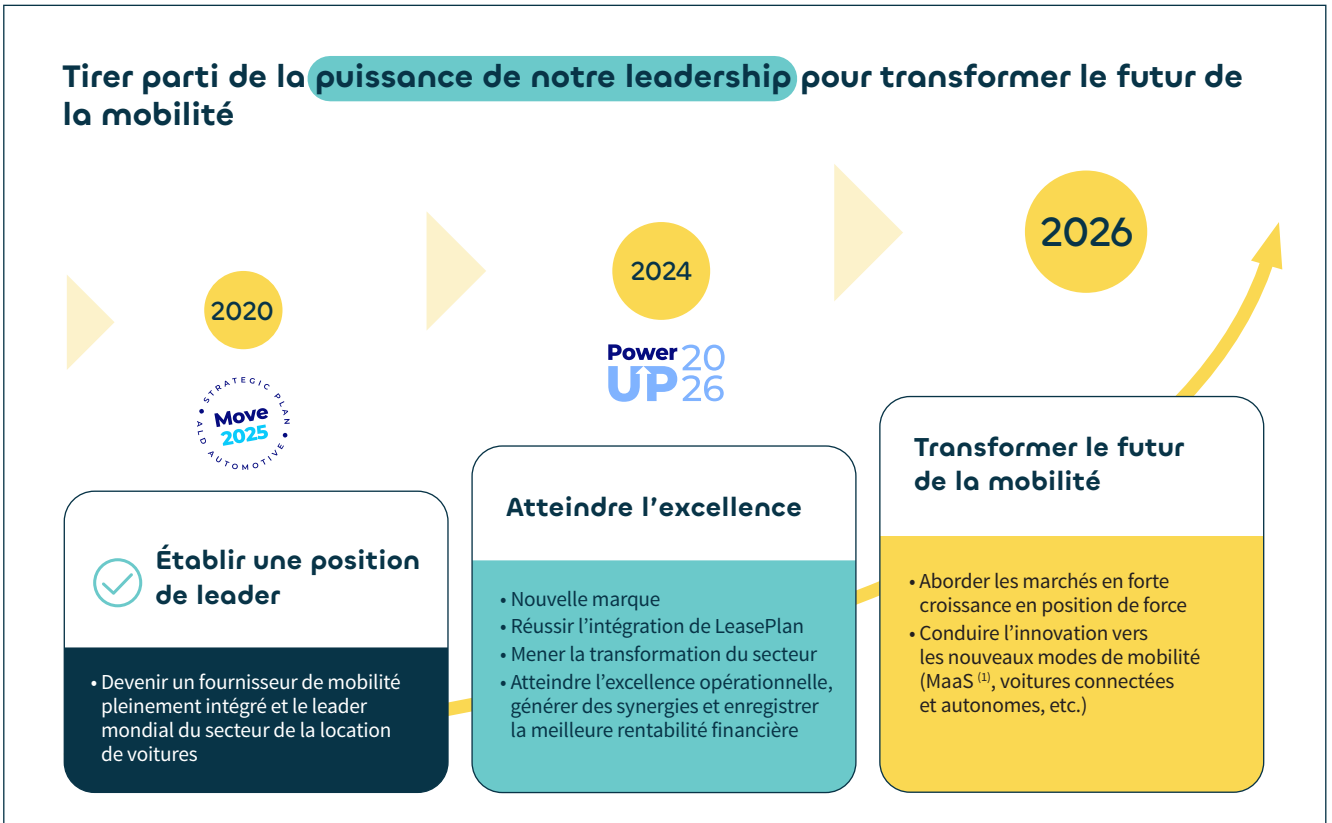 Tirer parti de la puissance de notre leadership pour transformer le futur de
la mobilité
2020
STRATEGIC PLAN
Move
2025
ALD AUTOMOTIVE
Établir une position
de leader
• Devenir un fournisseur de mobilité
pleinement intégré et le leader
mondial du secteur de la location
de voitures
2024
Power 20
UP 26
Atteindre l’excellence
• Nouvelle marque
• Réussir l’intégration de LeasePlan
• Mener la transformation du secteur
• Atteindre l’excellence opérationnelle,
générer des synergies et enregistrer
la meilleure rentabilité financière
2026
Transformer le futur
de la mobilité
• Aborder les marchés en forte
croissance en position de force
• Conduire l’innovation vers
les nouveaux modes de mobilité
(MaaS (1), voitures connectées
et autonomes, etc.)